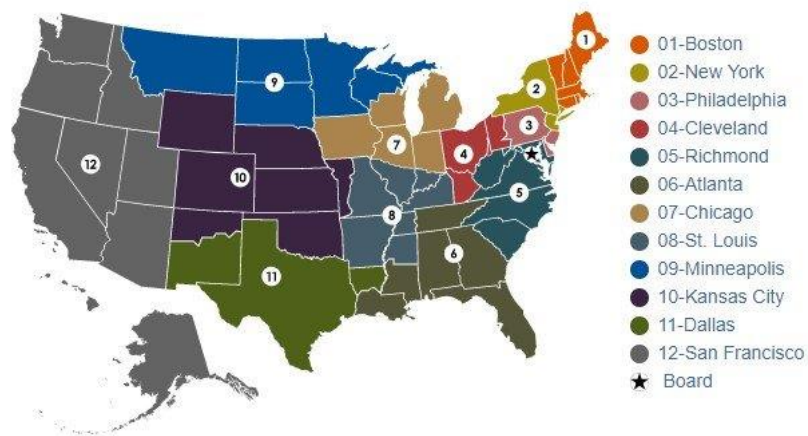 1
01-Boston
02-New York
03-Philadelphia
04-Cleveland
05-Richmond
06-Atlanta
07-Chicago
08-St. Louis
09-Minneapolis
10-Kansas City
11-Dallas
12-San Francisco
Board
9
2
3
7
4
12
10
5
8
6
11